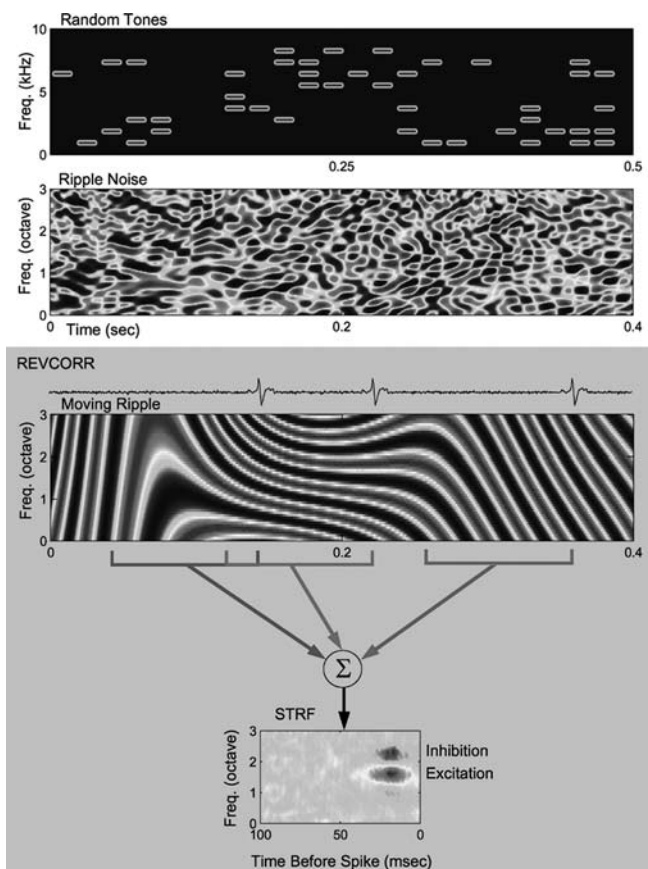 Random Tones
10
5
0
Freq. (kHz)
0.25
0.5
Ripple Noise
3
2
1
0
Freq. (octave)
0
0.2
0.4
Time (sec)
REVCORR
Moving Ripple
3
2
1
0
Freq. (octave)
0
0.2
0.4
Σ
STRF
3
2
1
0
Freq. (octave)
Inhibition
Excitation
100
50
0
Time Before Spike (msec)